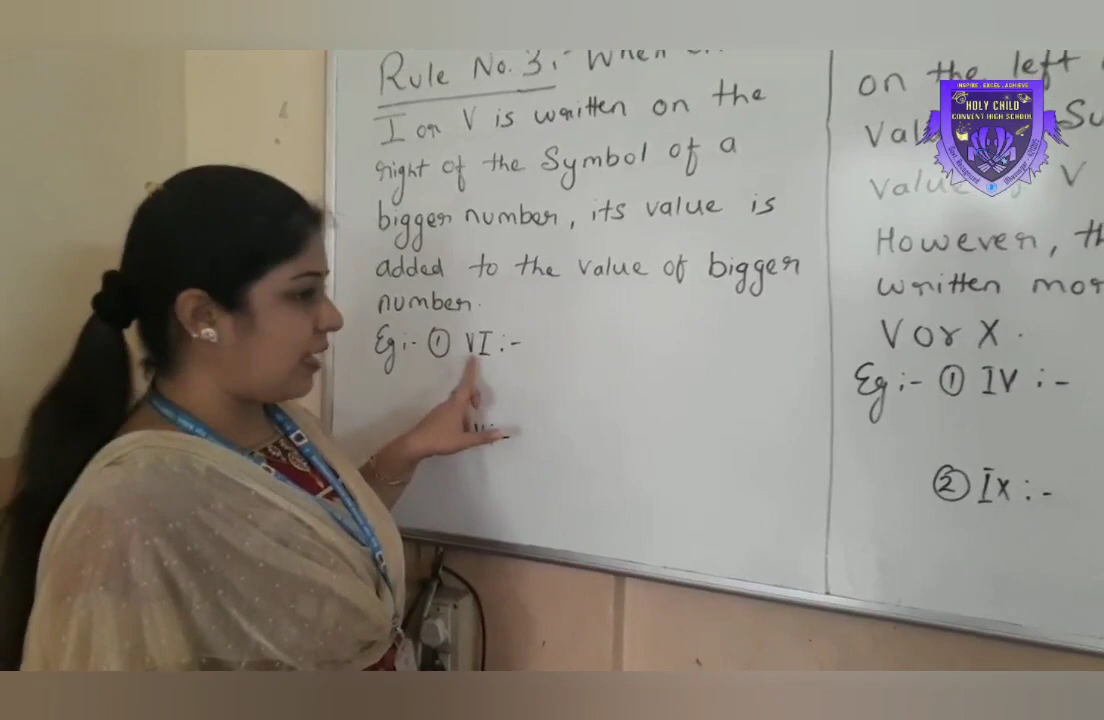 Rule No. 3:- When
I or V is written on the
right of the Symbol of a
bigger number, its value is
added to the value of bigger
number.
Eg:- ① VI :-
on the left
Val
Value V
However, th
written mor
V or X.
Eg:- ① IV :-
② IX :-
INSPIRE . EXCEL . ACHIEVE
HOLY CHILD
CONVENT HIGH SCHOOL